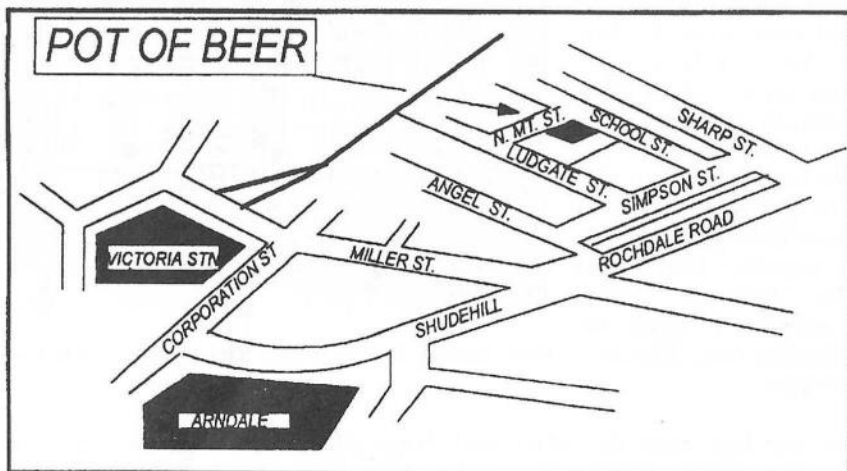 POT OF BEER
N. MT. ST.
SCHOOL ST.
SHARP ST.
LUDGATE ST.
SIMPSON ST.
ANGEL ST.
ROCHDALE ROAD
VICTORIA STN
CORPORATION ST
MILLER ST.
SHUDEHILL
ARNDALE